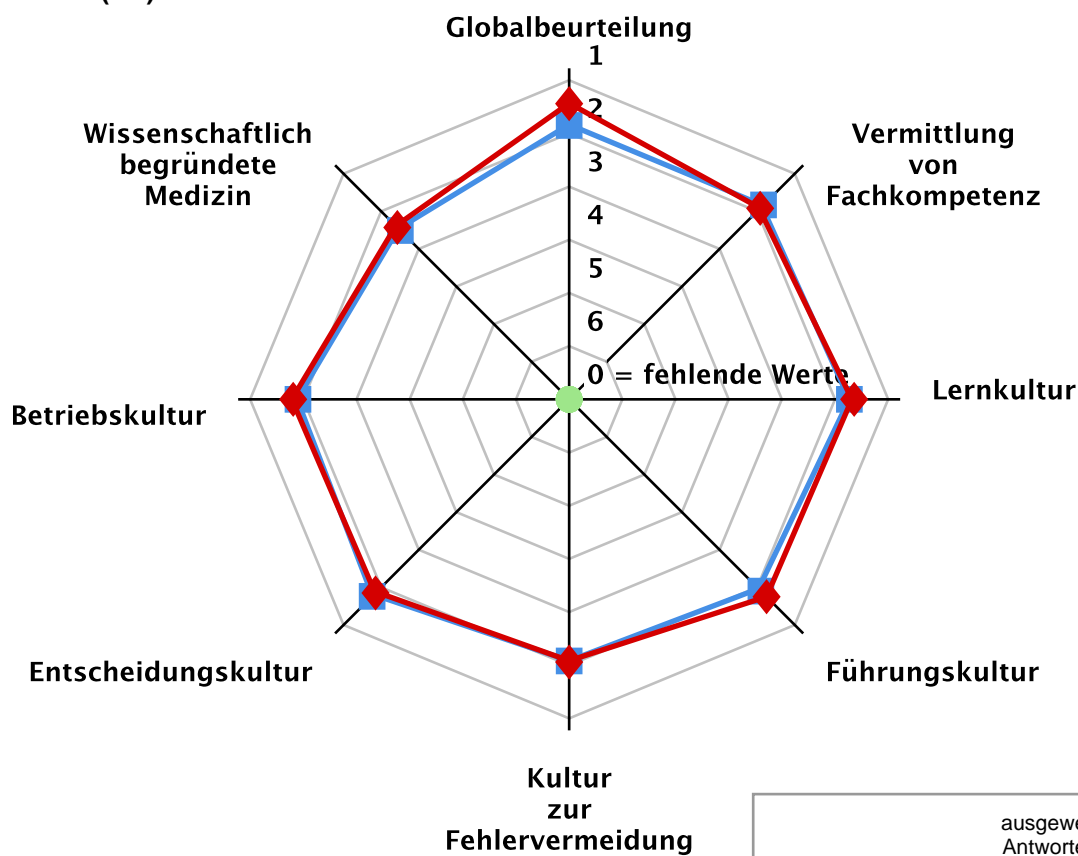 Globalbeurteilung
1
2
3
4
5
6
0 = fehlende Werte
Vermittlung
von
Fachkompetenz
Lernkultur
Führungskultur
Kultur
zur
Fehlervermeidung
Entscheidungskultur
Betriebskultur
Wissenschaftlich
begründete
Medizin